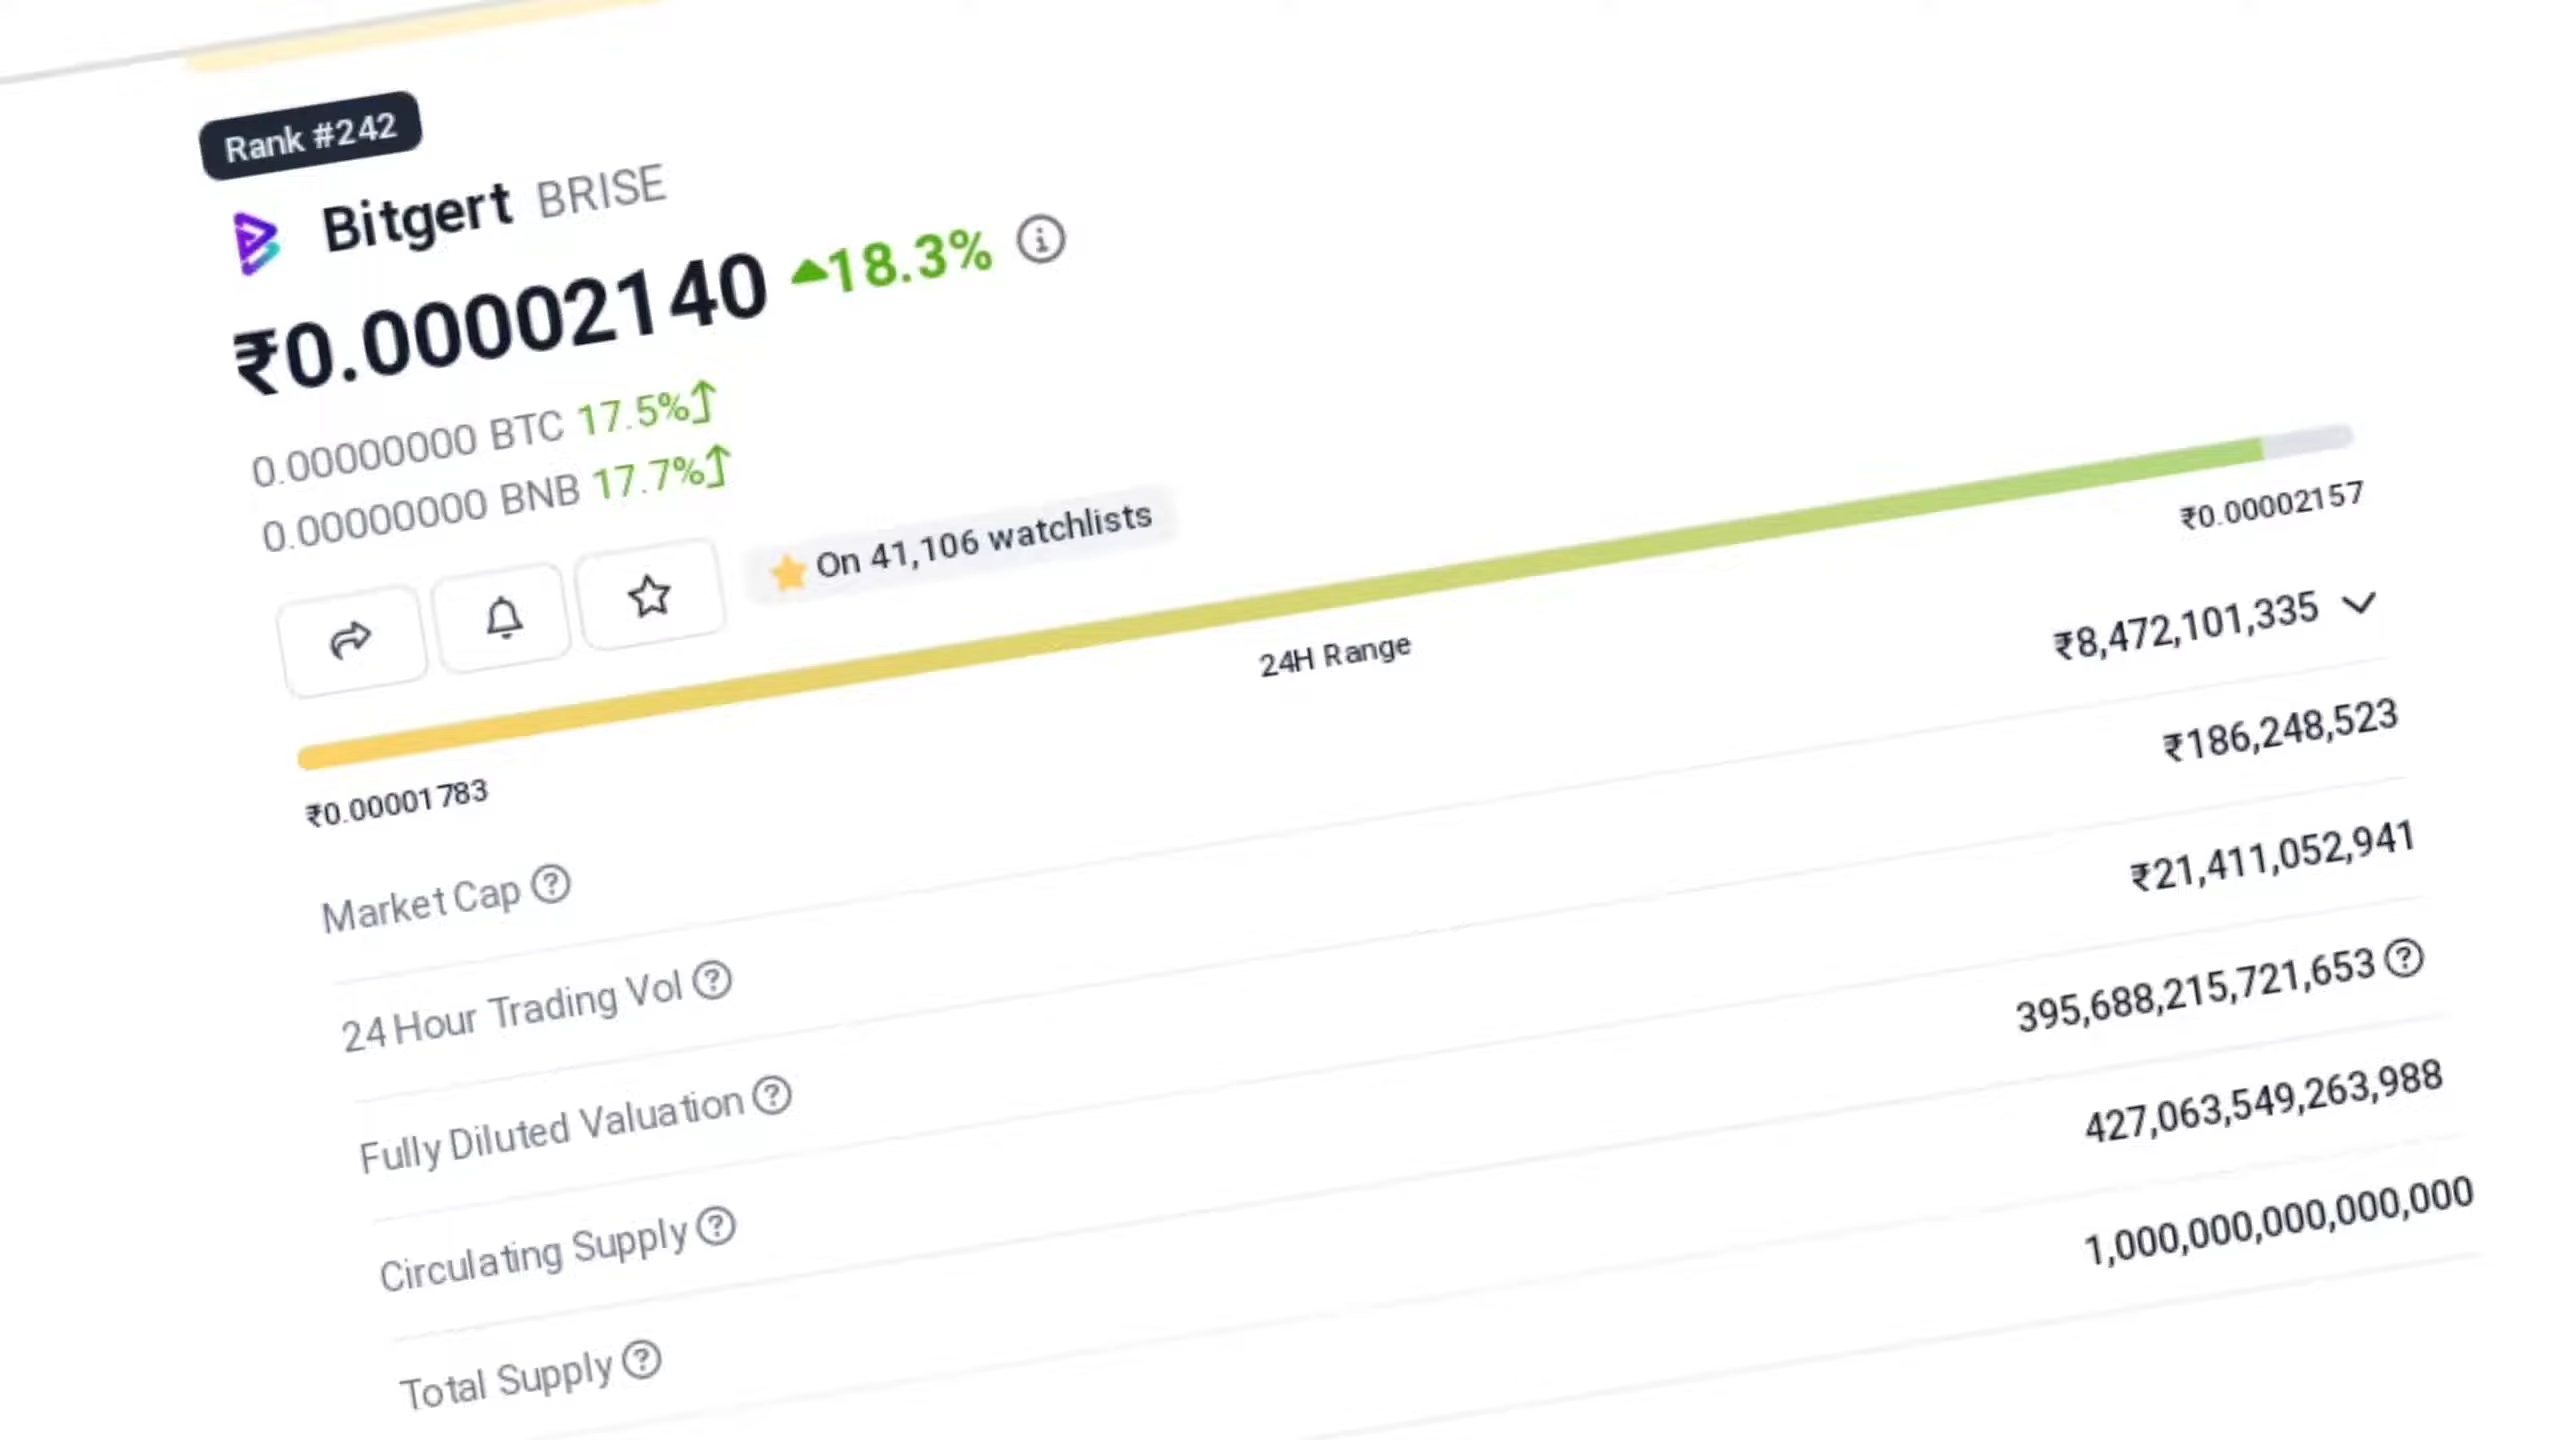 Rank #242
Bitgert BRISE
₹0.00002140 ▲18.3%
0.00000000 BTC 17.5%
0.00000000 BNB 17.7%
On 41,106 watchlists
₹0.00001783 24H Range ₹0.00002157
Market Cap ₹8,472,101,335
24 Hour Trading Vol ₹186,248,523
Fully Diluted Valuation ₹21,411,052,941
Circulating Supply 395,688,215,721,653
Total Supply 427,063,549,263,988
1,000,000,000,000,000